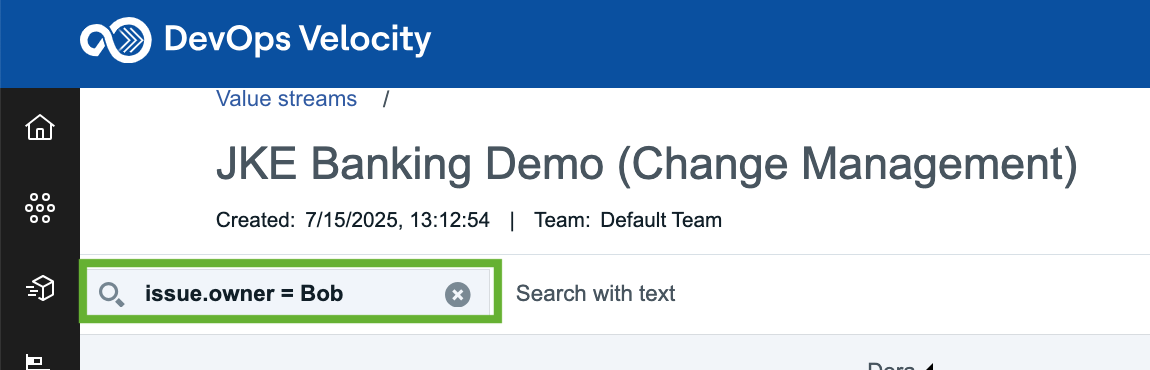 DevOps Velocity
Value streams /
JKE Banking Demo (Change Management)
Created: 7/15/2025, 13:12:54 | Team: Default Team
issue.owner = Bob
Search with text